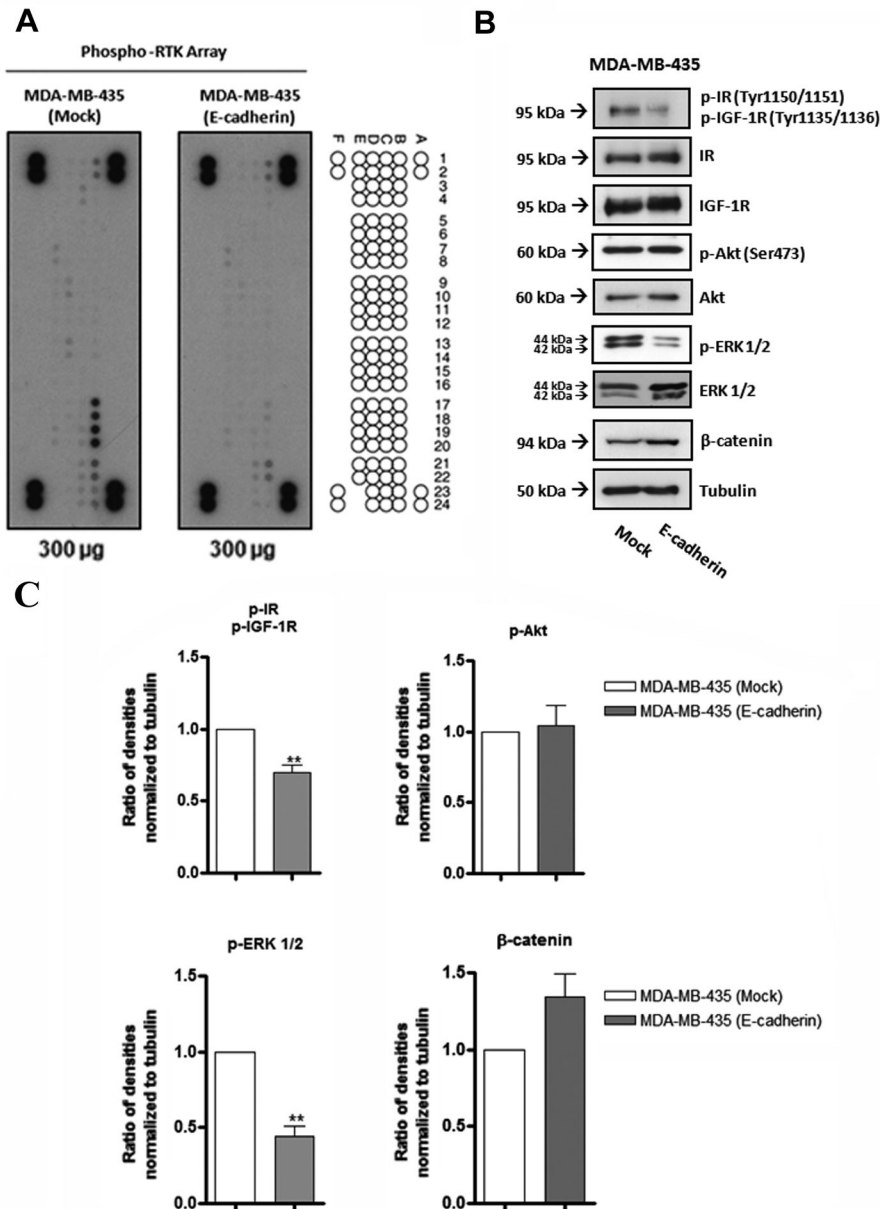 A
Phospho-RTK Array
MDA-MB-435
(Mock)
MDA-MB-435
(E-cadherin)
F E D C B A
1
2
3
4
5
6
7
8
9
10
11
12
13
14
15
16
17
18
19
20
21
22
23
24
300 µg
300 µg
B
MDA-MB-435
95 kDa →
p-IR (Tyr1150/1151)
p-IGF-1R (Tyr1135/1136)
95 kDa → IR
95 kDa → IGF-1R
60 kDa → p-Akt (Ser473)
60 kDa → Akt
44 kDa →
42 kDa →
p-ERK 1/2
44 kDa →
42 kDa →
ERK 1/2
94 kDa → β-catenin
50 kDa → Tubulin
Mock
E-cadherin
C
p-IR
p-IGF-1R
Ratio of densities
normalized to tubulin
1.5
1.0
0.5
0.0
**
p-Akt
Ratio of densities
normalized to tubulin
1.5
1.0
0.5
0.0
MDA-MB-435 (Mock)
MDA-MB-435 (E-cadherin)
p-ERK 1/2
Ratio of densities
normalized to tubulin
1.5
1.0
0.5
0.0
**
β-catenin
Ratio of densities
normalized to tubulin
1.5
1.0
0.5
0.0
MDA-MB-435 (Mock)
MDA-MB-435 (E-cadherin)